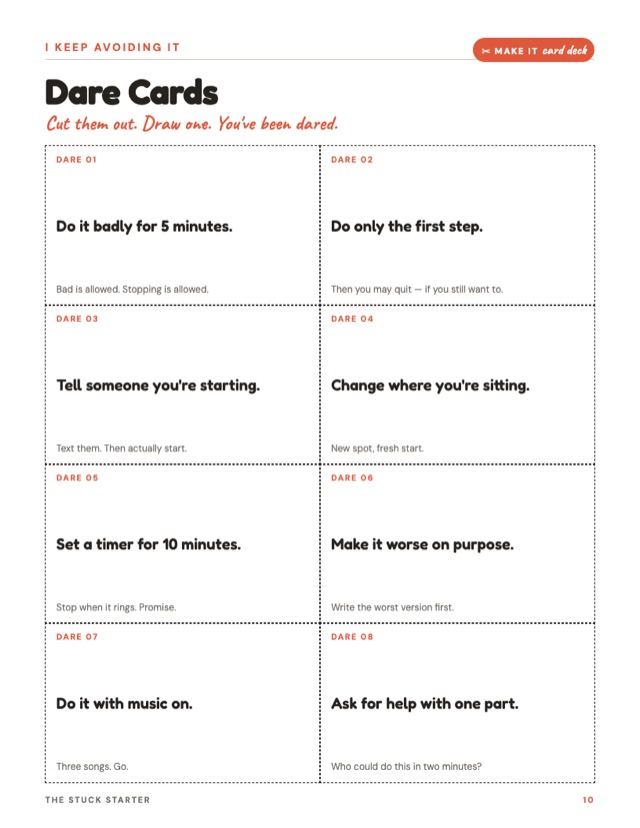 I KEEP AVOIDING IT
✂ MAKE IT card deck
Dare Cards
Cut them out. Draw one. You've been dared.
DARE 01
Do it badly for 5 minutes.
Bad is allowed. Stopping is allowed.
DARE 02
Do only the first step.
Then you may quit — if you still want to.
DARE 03
Tell someone you're starting.
Text them. Then actually start.
DARE 04
Change where you're sitting.
New spot, fresh start.
DARE 05
Set a timer for 10 minutes.
Stop when it rings. Promise.
DARE 06
Make it worse on purpose.
Write the worst version first.
DARE 07
Do it with music on.
Three songs. Go.
DARE 08
Ask for help with one part.
Who could do this in two minutes?
THE STUCK STARTER
10